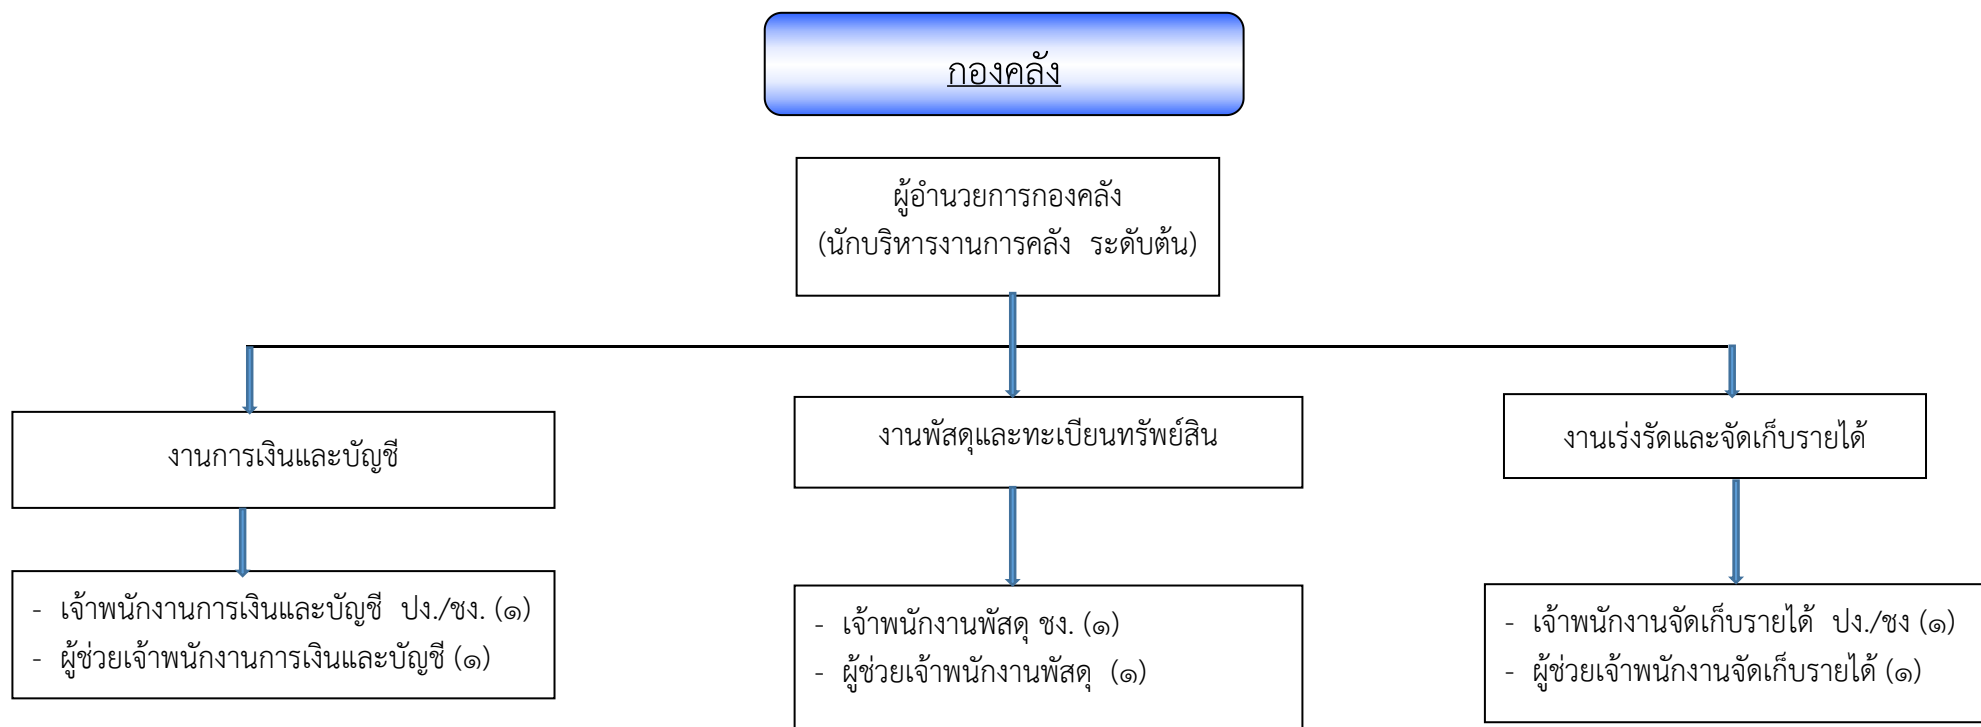 กองคลัง
ผู้อำนวยการกองคลัง
(นักบริหารงานการคลัง ระดับต้น)
งานการเงินและบัญชี
งานพัสดุและทะเบียนทรัพย์สิน
งานเร่งรัดและจัดเก็บรายได้
- เจ้าพนักงานการเงินและบัญชี ปง./ชง. (๑)
- ผู้ช่วยเจ้าพนักงานการเงินและบัญชี (๑)
- เจ้าพนักงานพัสดุ ชง. (๑)
- ผู้ช่วยเจ้าพนักงานพัสดุ (๑)
- เจ้าพนักงานจัดเก็บรายได้ ปง./ชง (๑)
- ผู้ช่วยเจ้าพนักงานจัดเก็บรายได้ (๑)